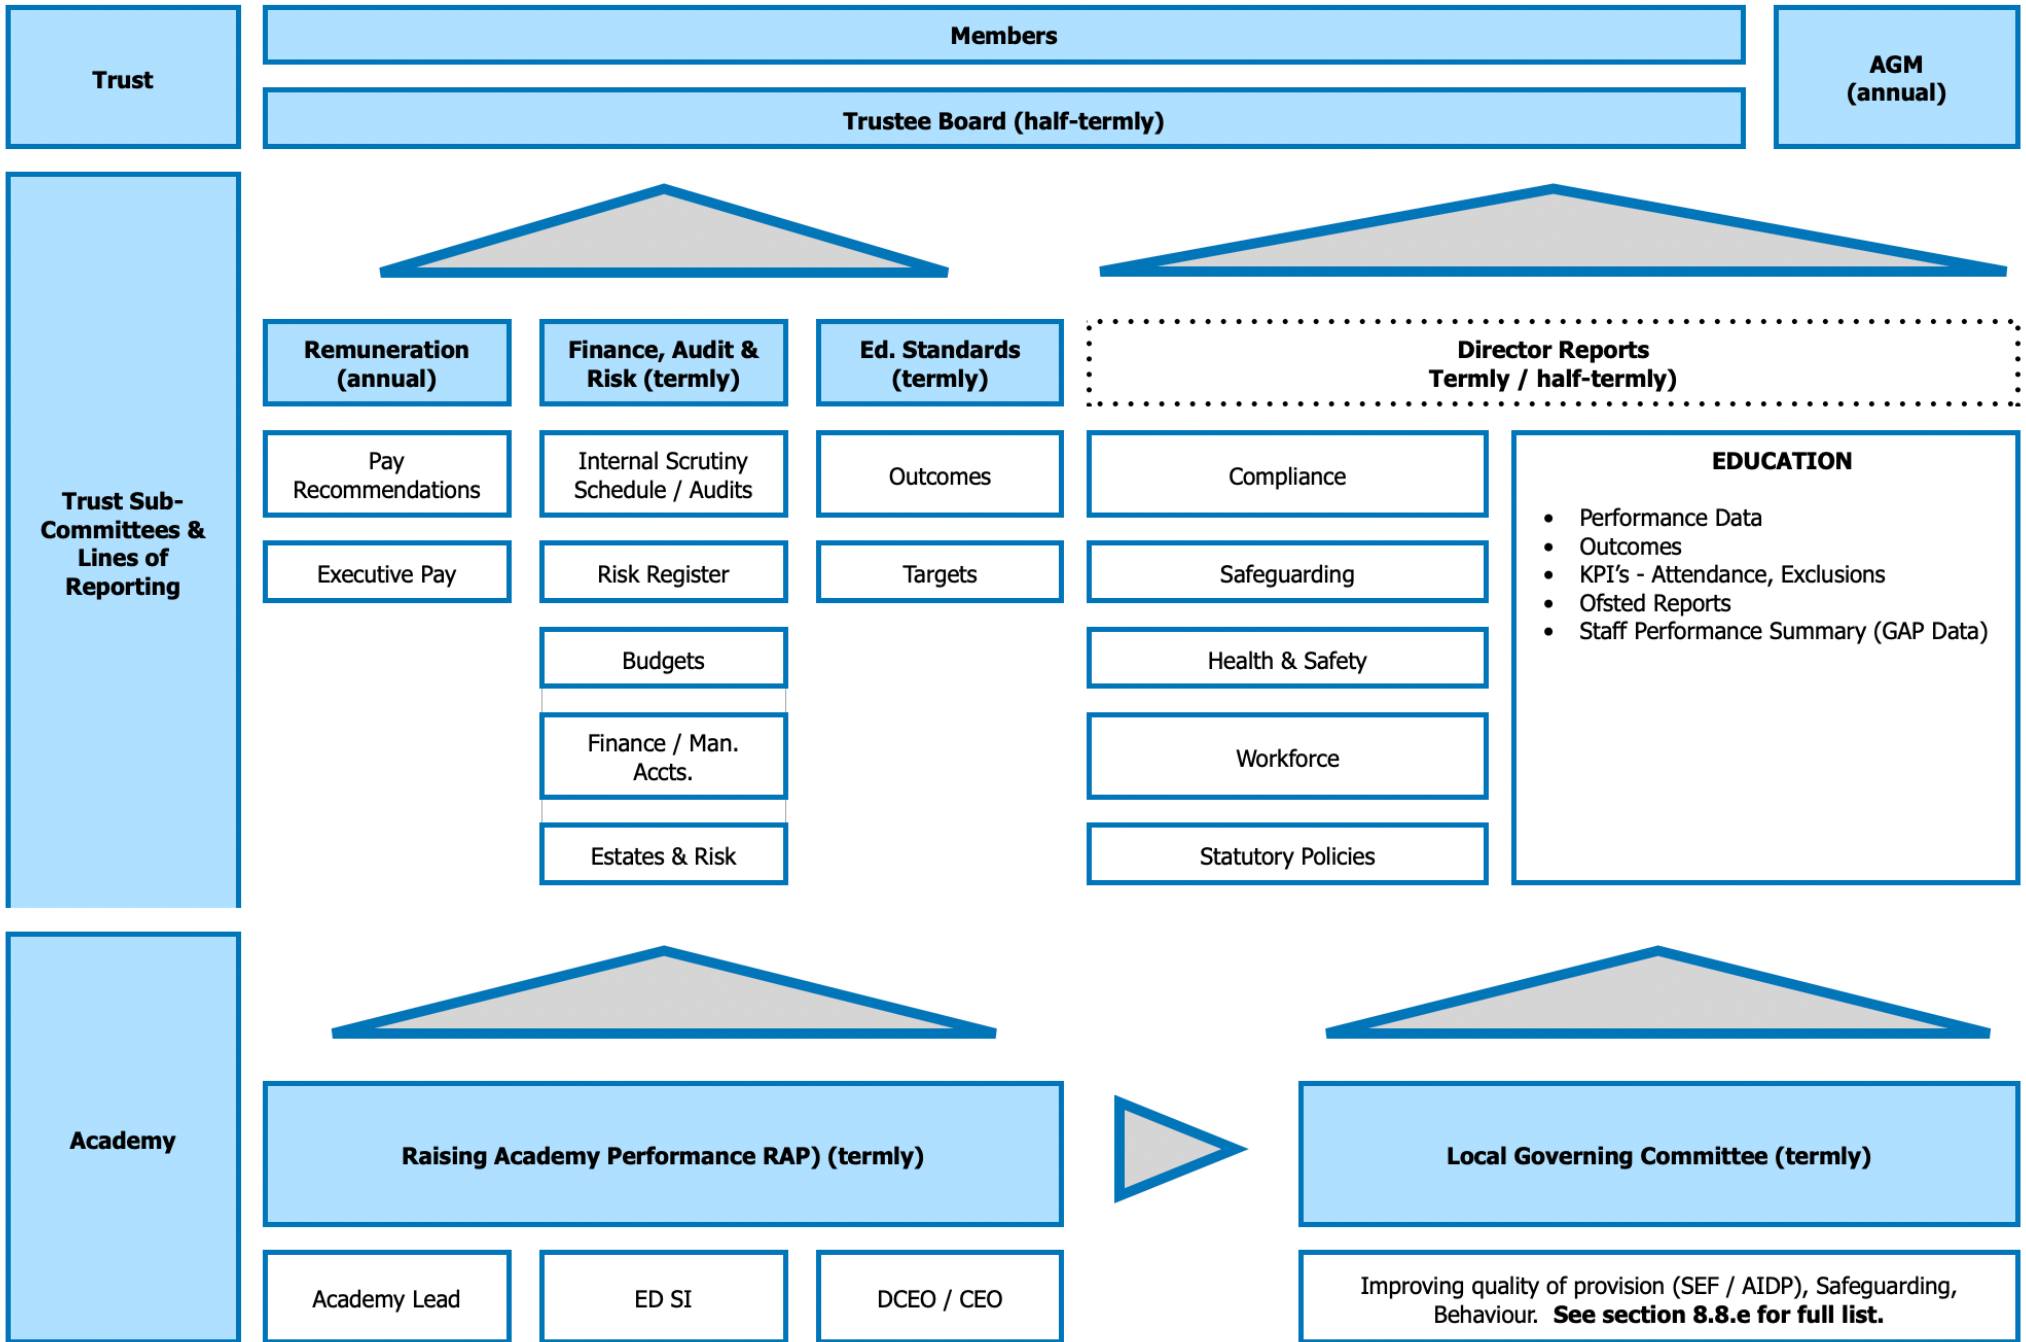 Trust
Members
Trustee Board (half-termly)
AGM
(annual)
Trust Sub-
Committees &
Lines of
Reporting
Remuneration
(annual)
Finance, Audit &
Risk (termly)
Ed. Standards
(termly)
Director Reports
Termly / half-termly)
Pay
Recommendations
Executive Pay
Internal Scrutiny
Schedule / Audits
Risk Register
Budgets
Finance / Man.
Accts.
Estates & Risk
Outcomes
Targets
Compliance
Safeguarding
Health & Safety
Workforce
Statutory Policies
EDUCATION
• Performance Data
• Outcomes
• KPI’s - Attendance, Exclusions
• Ofsted Reports
• Staff Performance Summary (GAP Data)
Academy
Raising Academy Performance RAP) (termly)
Local Governing Committee (termly)
Academy Lead
ED SI
DCEO / CEO
Improving quality of provision (SEF / AIDP), Safeguarding,
Behaviour. See section 8.8.e for full list.